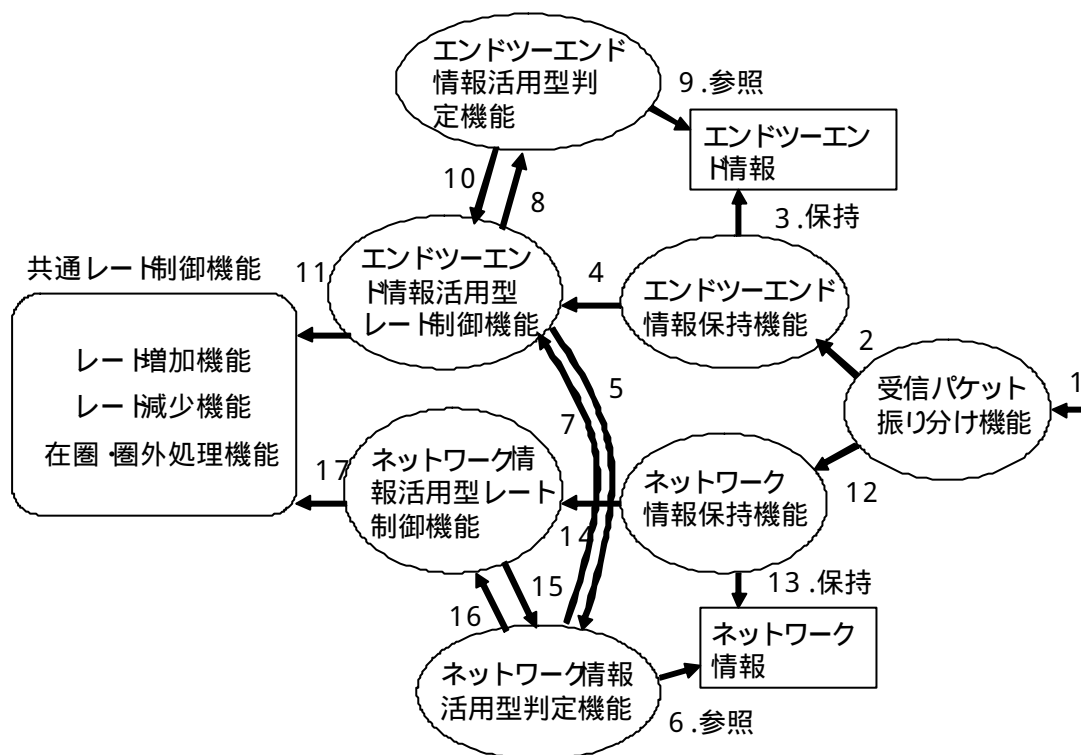 エンドツーエンド
情報活用型判
定機能
9.参照
エンドツーエン
ド情報
10
8
3.保持
共通レート制御機能
11
エンドツーエン
ド情報活用型
レート制御機能
4
エンドツーエンド
情報保持機能
レート増加機能
レート減少機能
在圏・圏外処理機能
2
受信パケット
振り分け機能
1
5
7
17
ネットワーク情
報活用型レート
制御機能
14
ネットワーク
情報保持機能
12
15
16
13.保持
ネットワーク
情報
ネットワーク情報
活用型判定機能
6.参照